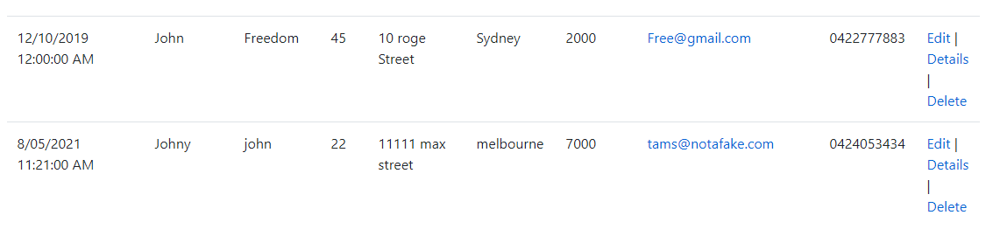 12/10/2019 John Freedom 45 10 roge Sydney 2000 Free@gmail.com 0422777883 Edit |
12:00:00 AM Street Details
|
Delete
8/05/2021 Johny john 22 11111 max melbourne 7000 tams@notafake.com 0424053434 Edit |
11:21:00 AM street Details
|
Delete